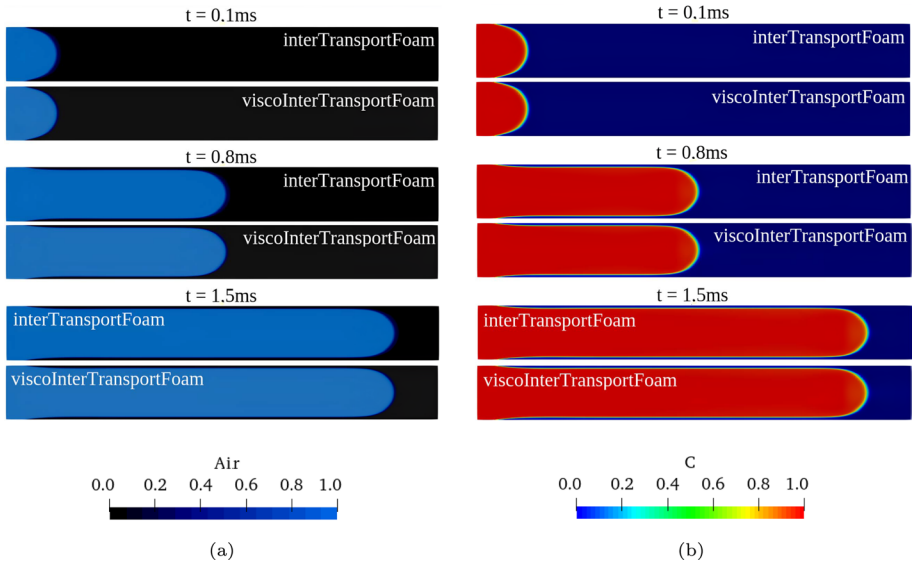 t = 0.1ms
interTransportFoam
viscoInterTransportFoam
t = 0.8ms
interTransportFoam
viscoInterTransportFoam
t = 1.5ms
interTransportFoam
viscoInterTransportFoam
Air
0.0 0.2 0.4 0.6 0.8 1.0
(a)
t = 0.1ms
interTransportFoam
viscoInterTransportFoam
t = 0.8ms
interTransportFoam
viscoInterTransportFoam
t = 1.5ms
interTransportFoam
viscoInterTransportFoam
C
0.0 0.2 0.4 0.6 0.8 1.0
(b)